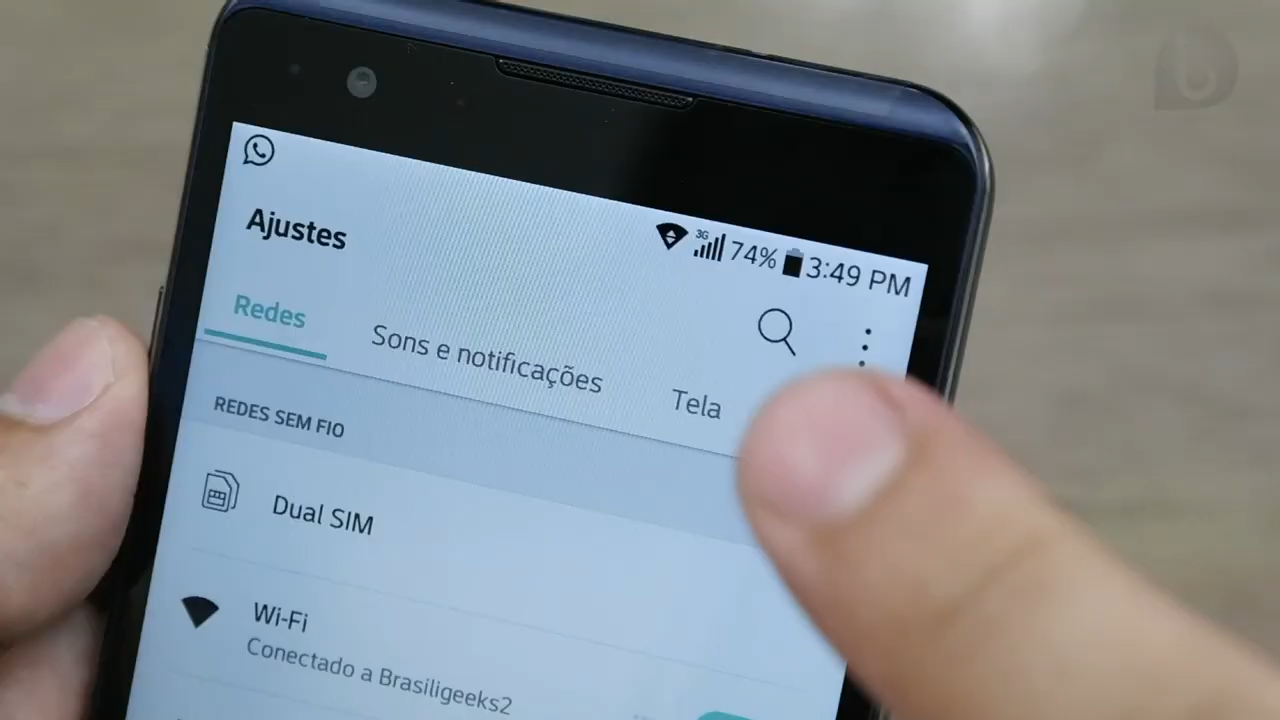 3G 74% 3:49 PM
Ajustes
Redes Sons e notificações Tela
REDES SEM FIO
Dual SIM
Wi-Fi
Conectado a Brasiligeeks2